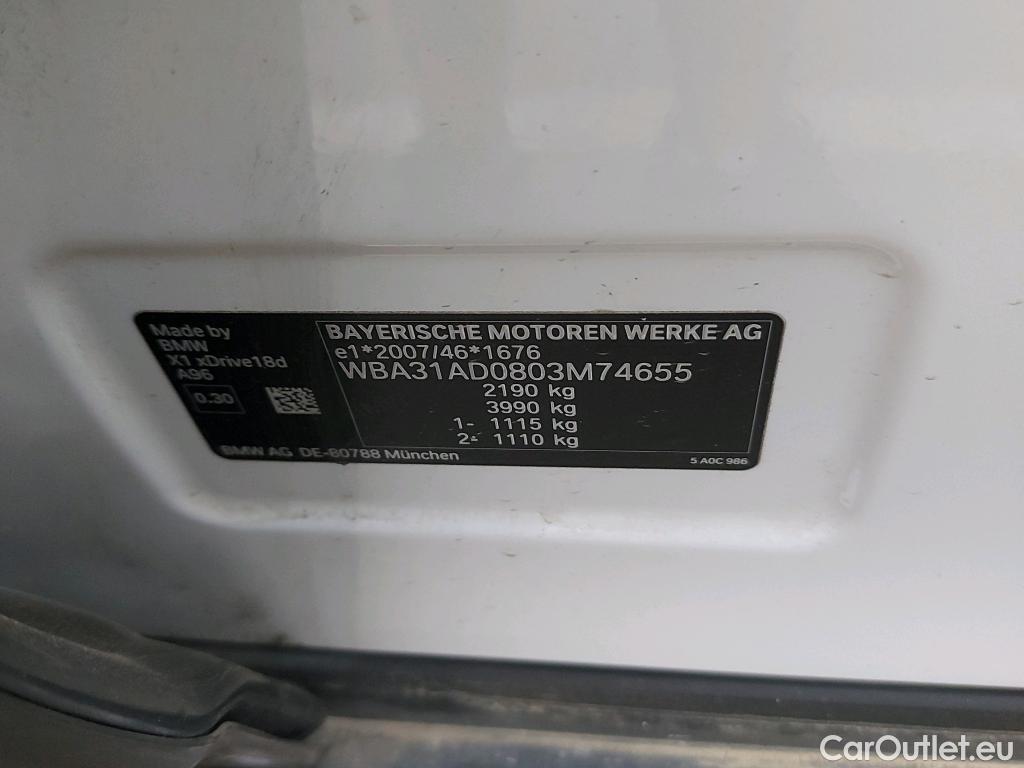 Made by
BMW
X1 xDrive18d
A96
0.30
BAYERISCHE MOTOREN WERKE AG
e1*2007/46*1676
WBA31AD0803M74655
2190 kg
3990 kg
1- 1115 kg
2- 1110 kg
BMW AG DE-80788 München
5 A0C 986
CarOutlet.eu